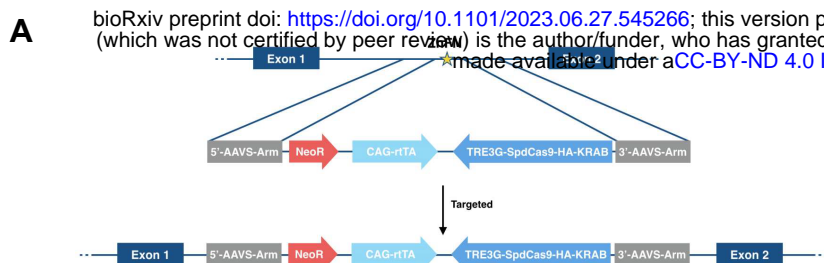 A
bioRxiv preprint doi: https://doi.org/10.1101/2023.06.27.545266; this version p
(which was not certified by peer review) is the author/funder, who has granted
made available under aCC-BY-ND 4.0
Exon 1 Exon 2
5'-AAVS-Arm NeoR CAG-rtTA TRE3G-SpdCas9-HA-KRAB 3'-AAVS-Arm
Targeted
Exon 1 5'-AAVS-Arm NeoR CAG-rtTA TRE3G-SpdCas9-HA-KRAB 3'-AAVS-Arm Exon 2